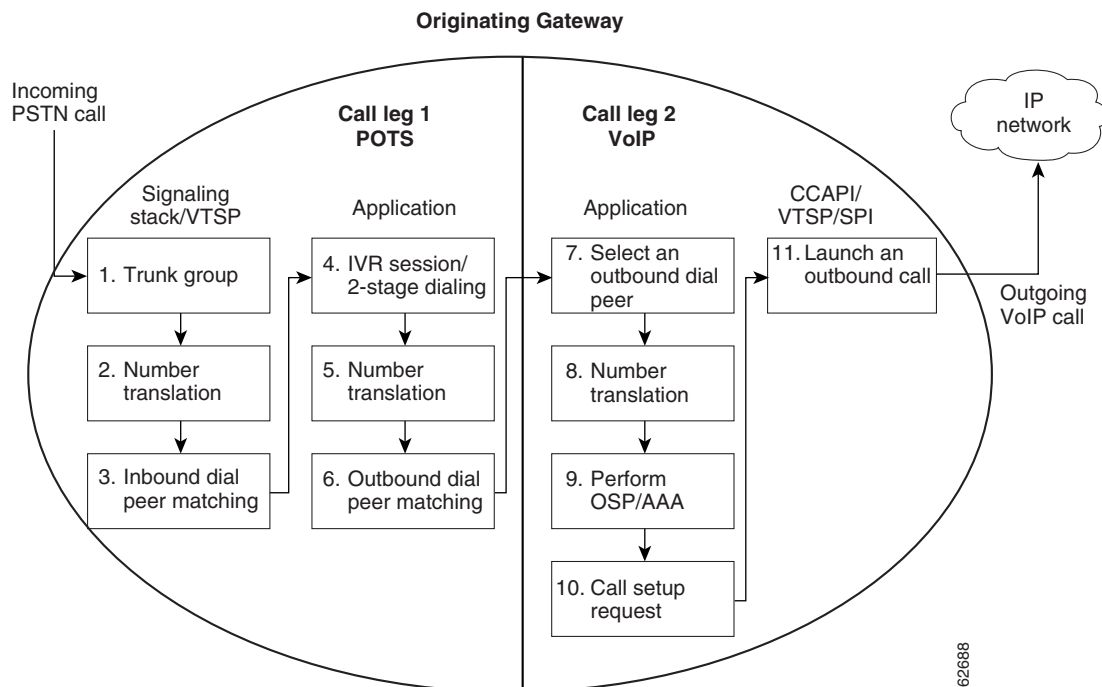 Originating Gateway
Incoming
PSTN call
Call leg 1
POTS
Call leg 2
VoIP
IP
network
Signaling
stack/VTSP
Application
Application
CCAPI/
VTSP/SPI
1. Trunk group
2. Number
translation
3. Inbound dial
peer matching
4. IVR session/
2-stage dialing
5. Number
translation
6. Outbound dial
peer matching
7. Select an
outbound dial
peer
8. Number
translation
9. Perform
OSP/AAA
10. Call setup
request
11. Launch an
outbound call
Outgoing
VoIP call
62688